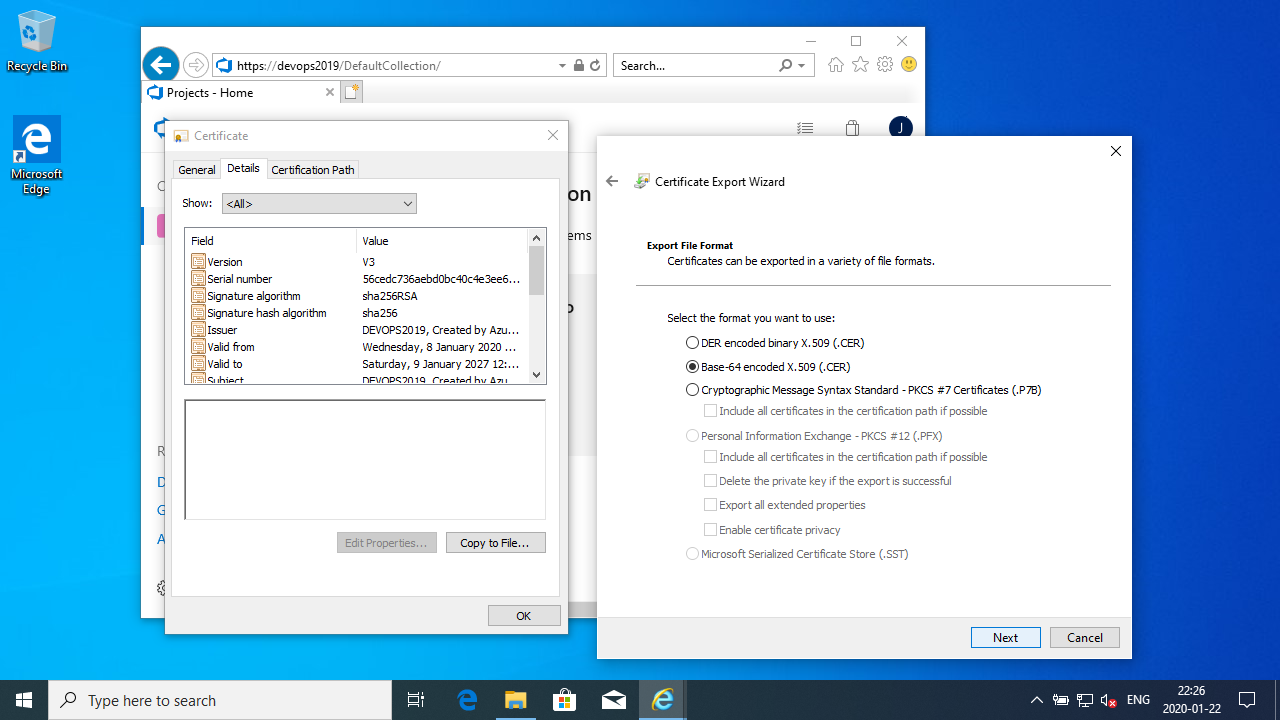 Recycle Bin
Microsoft
Edge
https://devops2019/DefaultCollection/
Search...
Projects - Home
J
Certificate
General
Details
Certification Path
Show:
<All>
Field
Value
Version
V3
Serial number
56cedc736aebd0bc40c4e3ee6...
Signature algorithm
sha256RSA
Signature hash algorithm
sha256
Issuer
DEVOPS2019, Created by Azu...
Valid from
Wednesday, 8 January 2020 ...
Valid to
Saturday, 9 January 2027 12:...
Subject
DEVOPS2019, Created by Azu...
Edit Properties...
Copy to File...
OK
on
ems
Certificate Export Wizard
Export File Format
Certificates can be exported in a variety of file formats.
Select the format you want to use:
DER encoded binary X.509 (.CER)
Base-64 encoded X.509 (.CER)
Cryptographic Message Syntax Standard - PKCS #7 Certificates (.P7B)
Include all certificates in the certification path if possible
Personal Information Exchange - PKCS #12 (.PFX)
Include all certificates in the certification path if possible
Delete the private key if the export is successful
Export all extended properties
Enable certificate privacy
Microsoft Serialized Certificate Store (.SST)
Next
Cancel
Type here to search
ENG
22:26
2020-01-22